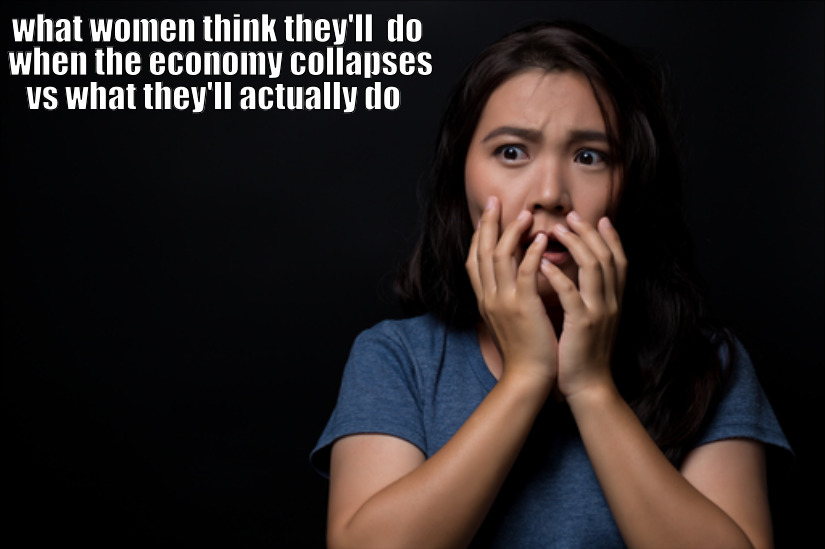 what women think they'll do
when the economy collapses
vs what they'll actually do